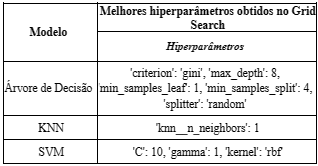 Modelo
Melhores hiperparâmetros obtidos no Grid
Search
Hiperparâmetros
Árvore de Decisão
'criterion': 'gini', 'max_depth': 8,
'min_samples_leaf': 1, 'min_samples_split': 4,
'splitter': 'random'
KNN
'knn__n_neighbors': 1
SVM
'C': 10, 'gamma': 1, 'kernel': 'rbf'